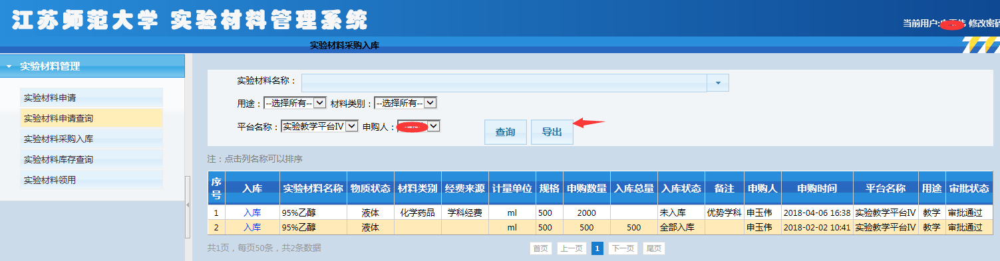 江苏师范大学 实验材料管理系统
当前用户: 修改密码
实验材料采购入库
实验材料管理
实验材料申请
实验材料申请查询
实验材料采购入库
实验材料库存查询
实验材料领用
实验材料名称：
用途：--选择所有-- 材料类别：--选择所有--
平台名称：实验教学平台IV 申购人： 查询 导出
注：点击列名称可以排序
序号 入库 实验材料名称 物质状态 材料类别 经费来源 计量单位 规格 申购数量 入库总量 入库状态 备注 申购人 申购时间 平台名称 用途 审批状态
1 入库 95%乙醇 液体 化学药品 学科经费 ml 500 2000 未入库 优势学科 申玉伟 2018-04-06 16:38 实验教学平台IV 教学 审批通过
2 入库 95%乙醇 液体 ml 500 500 500 全部入库 申玉伟 2018-02-02 10:41 实验教学平台IV 教学 审批通过
共1页，每页50条，共2条数据 首页 上一页 1 下一页 尾页